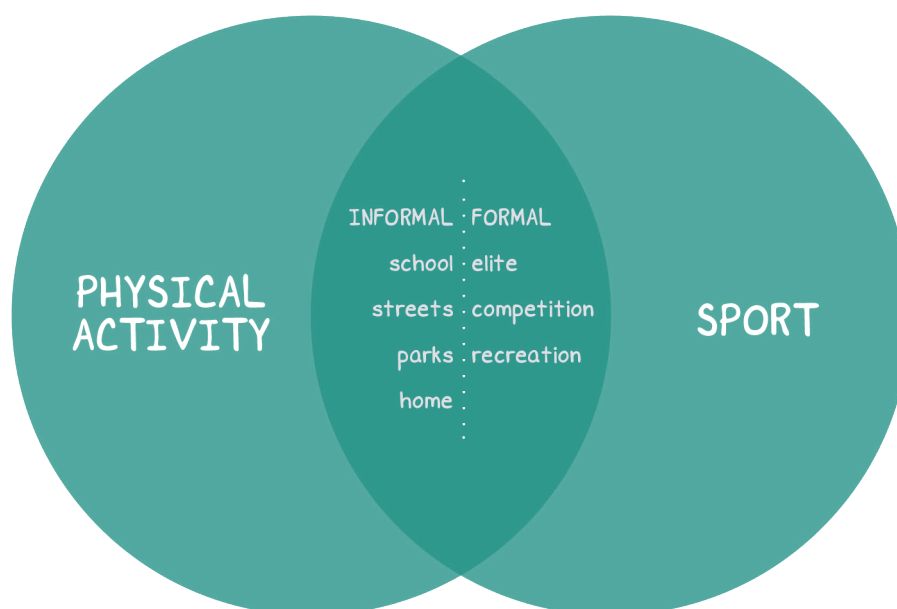 PHYSICAL
ACTIVITY
INFORMAL FORMAL
school elite
streets competition
parks recreation
home
SPORT